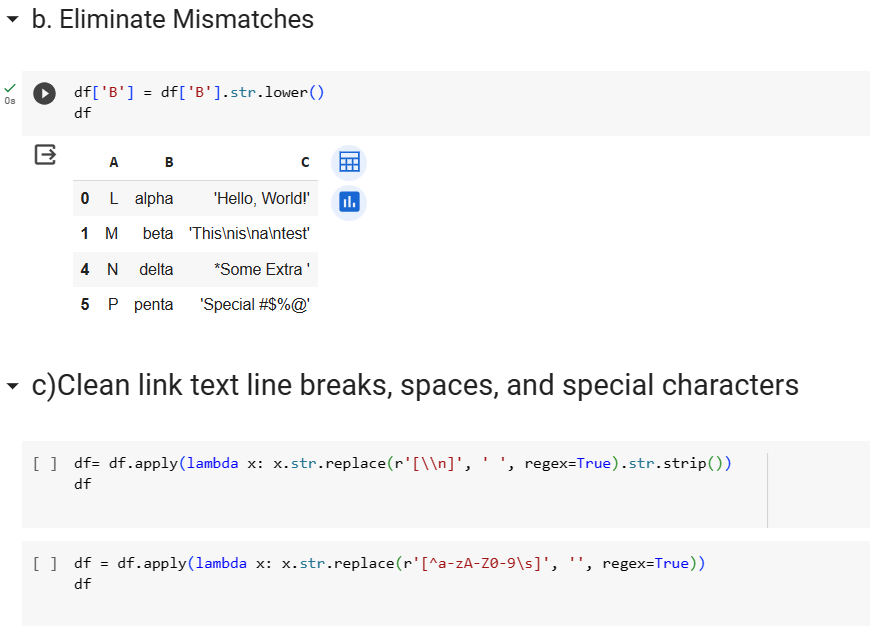 b. Eliminate Mismatches
0s
df['B'] = df['B'].str.lower()
df
A B C
0 L alpha 'Hello, World!'
1 M beta 'This\nis\na\ntest'
4 N delta *Some Extra '
5 P penta 'Special #$%@'
c)Clean link text line breaks, spaces, and special characters
[ ] df= df.apply(lambda x: x.str.replace(r'[\\n]', ' ', regex=True).str.strip())
df
[ ] df = df.apply(lambda x: x.str.replace(r'[^a-zA-Z0-9\s]', '', regex=True))
df